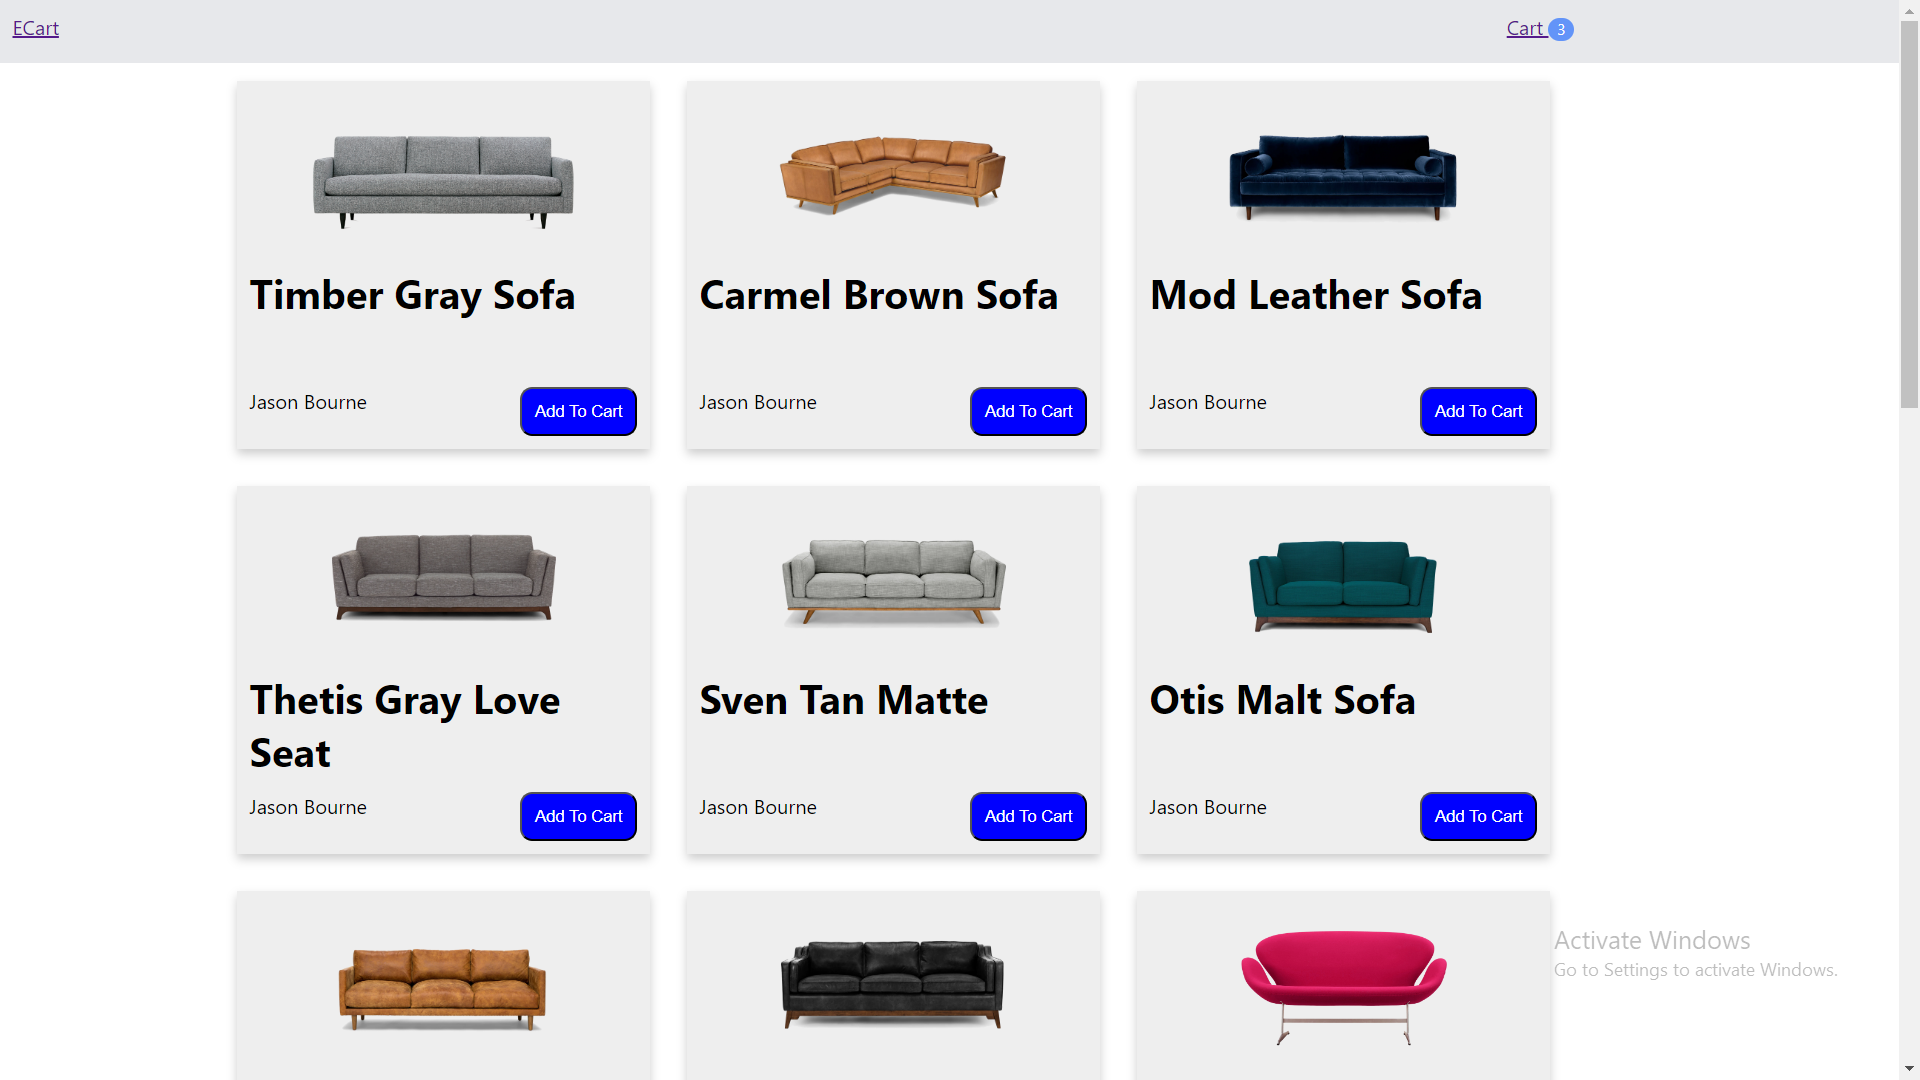 ECart
Cart 3
Timber Gray Sofa
Jason Bourne
Add To Cart
Carmel Brown Sofa
Jason Bourne
Add To Cart
Mod Leather Sofa
Jason Bourne
Add To Cart
Thetis Gray Love
Seat
Jason Bourne
Add To Cart
Sven Tan Matte
Jason Bourne
Add To Cart
Otis Malt Sofa
Jason Bourne
Add To Cart
Activate Windows
Go to Settings to activate Windows.